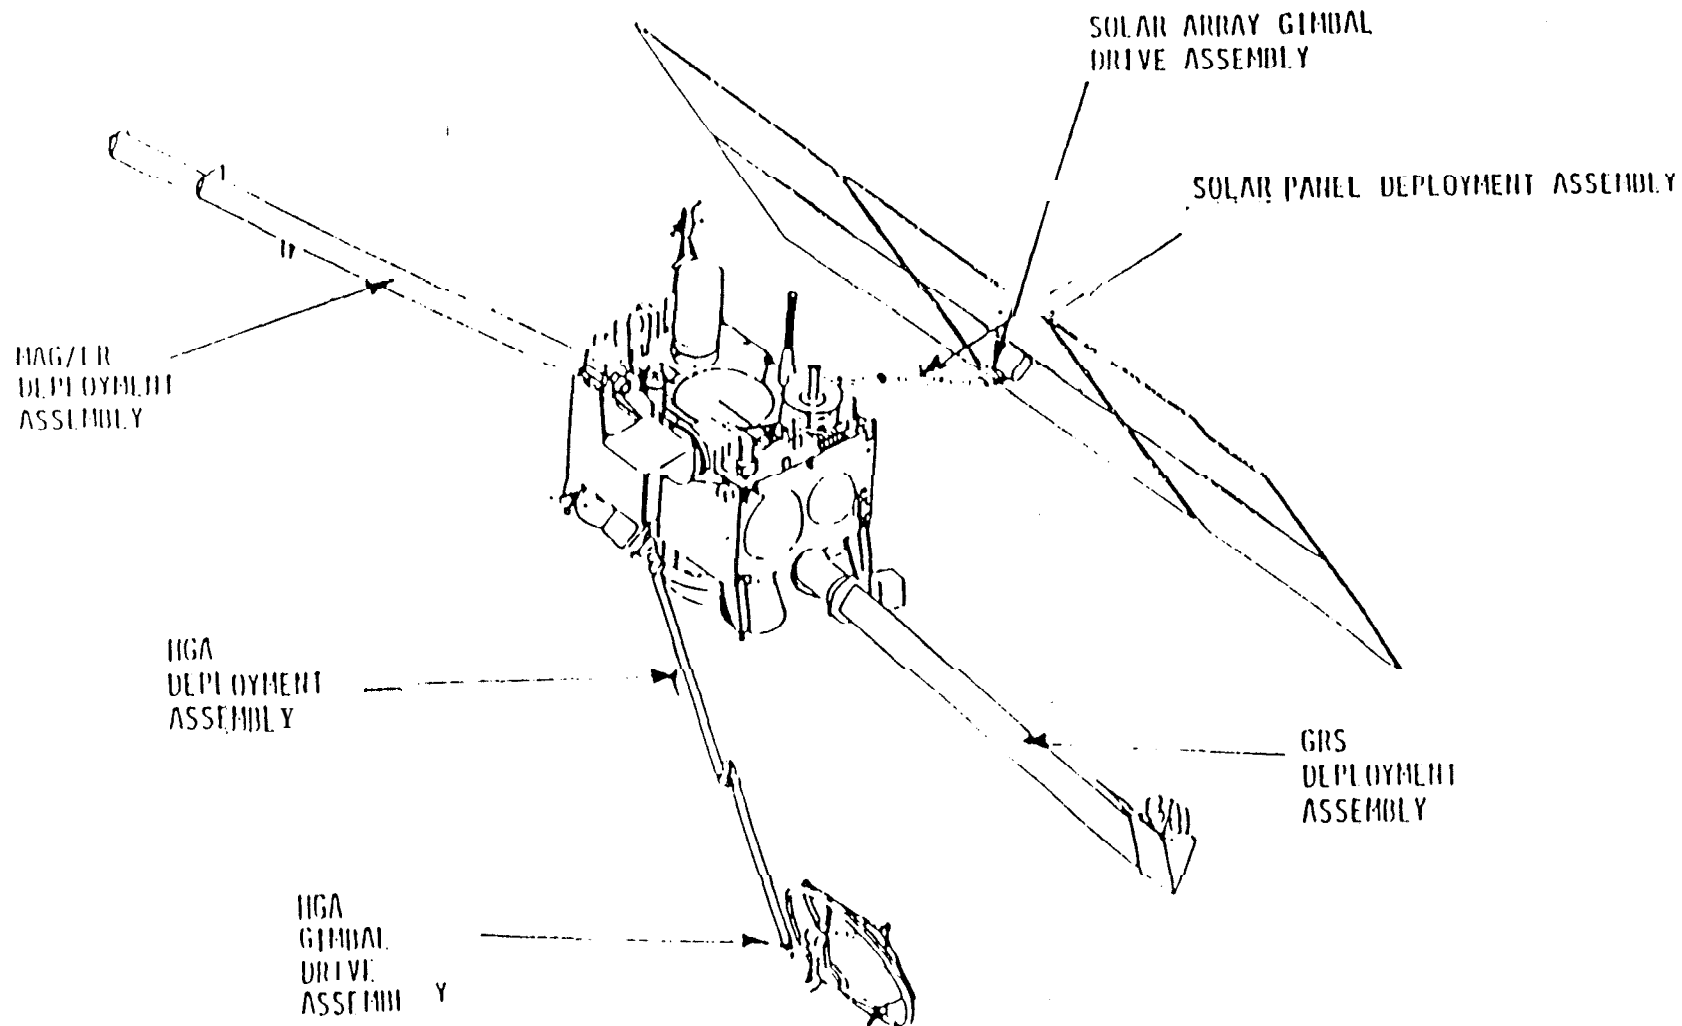 SOLAR ARRAY GIMBAL
DRIVE ASSEMBLY
SOLAR PANEL DEPLOYMENT ASSEMBLY
MAG/ER
DEPLOYMENT
ASSEMBLY
HGA
DEPLOYMENT
ASSEMBLY
GRS
DEPLOYMENT
ASSEMBLY
HGA
GIMBAL
DRIVE
ASSEMBLY